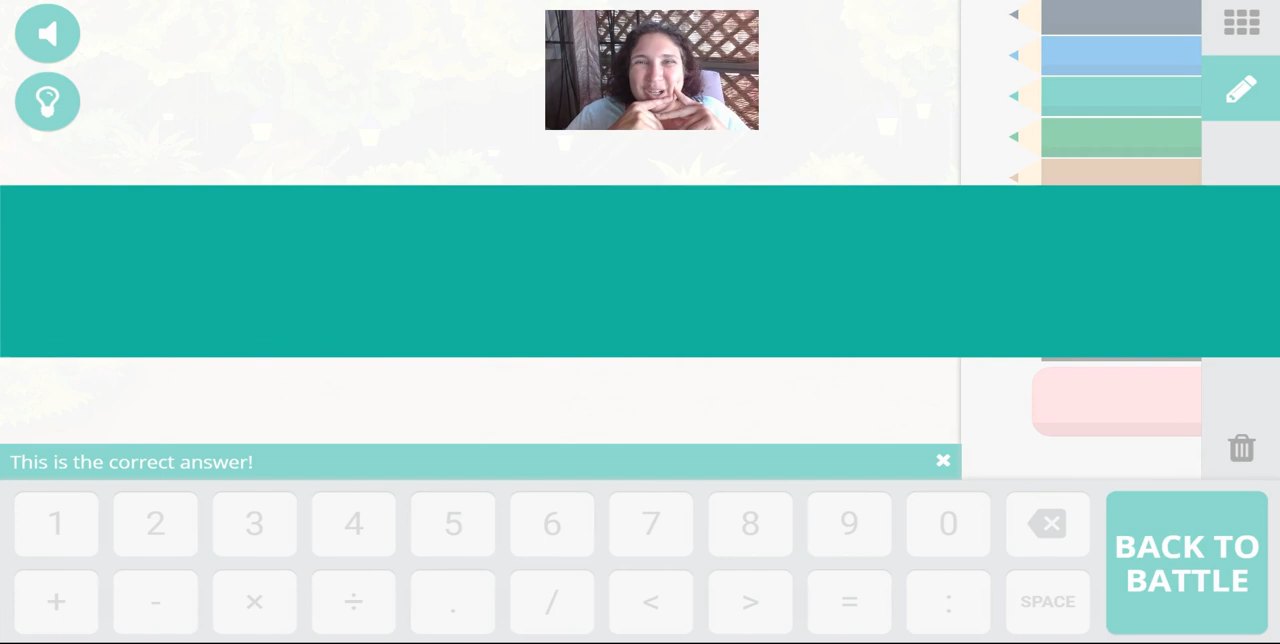 This is the correct answer!
1 2 3 4 5 6 7 8 9 0
+ - × ÷ . / < > = : SPACE
BACK TO
BATTLE